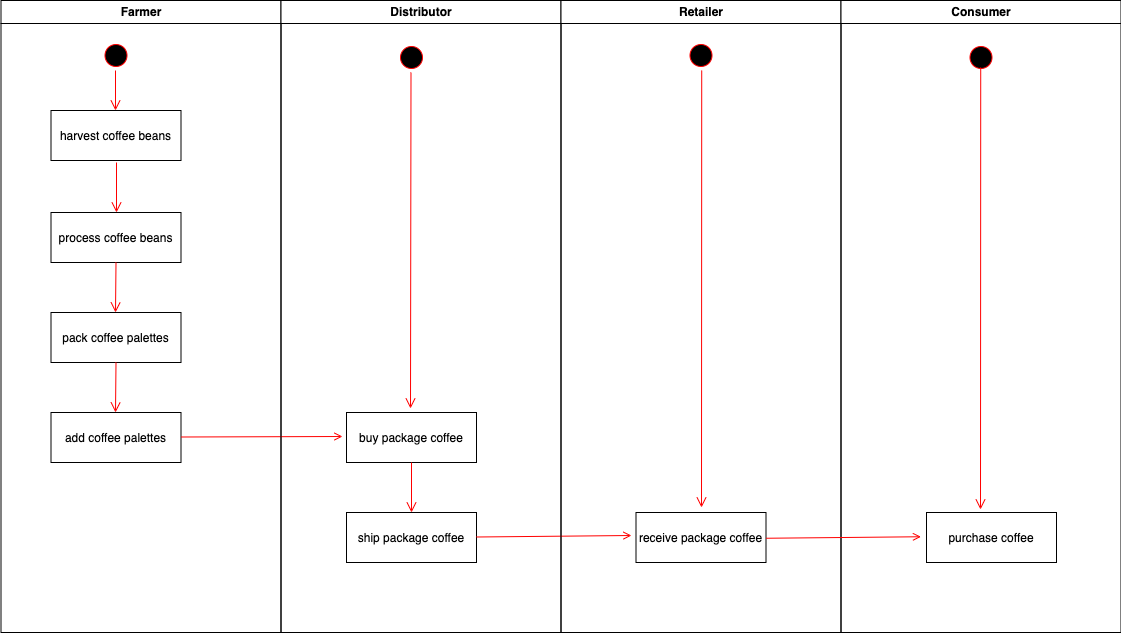 Farmer
Distributor
Retailer
Consumer
harvest coffee beans
process coffee beans
pack coffee palettes
add coffee palettes
buy package coffee
ship package coffee
receive package coffee
purchase coffee